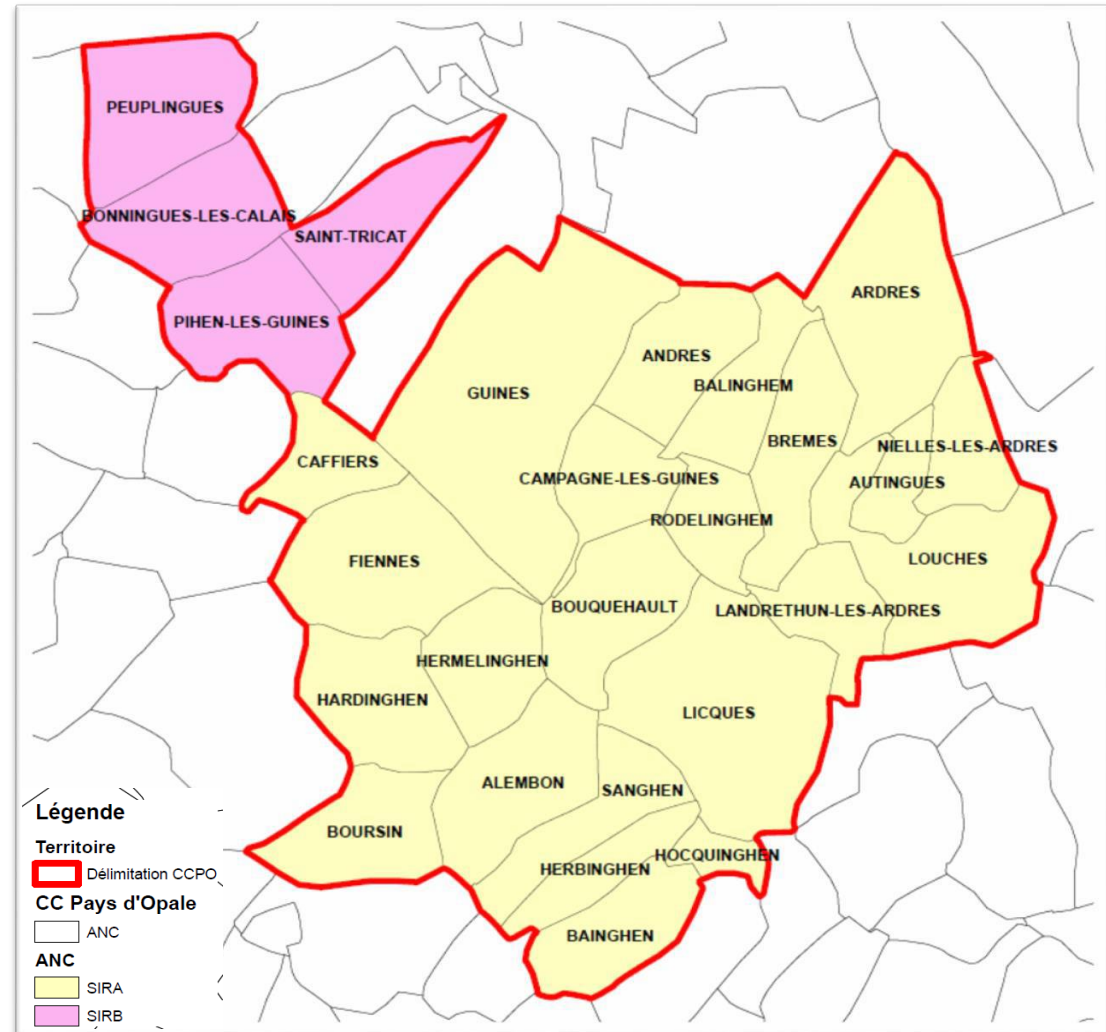 PEUPLINGUES
BONNINGUES-LES-CALAIS
SAINT-TRICAT
PIHEN-LES-GUINES
ARDRES
ANDRES
BALINGHEM
GUINES
BREMES
NIELLES-LES-ARDRES
CAFFIERS
CAMPAGNE-LES-GUINES
AUTINGUES
RODELINGHEM
FIENNES
LOUCHES
BOUQUEHAULT
LANDRETHUN-LES-ARDRES
HERMELINGHEN
HARDINGHEN
LICQUES
ALEMBON
SANGHEN
BOURSIN
HOCQUINGHEN
HERBINGHEN
BAINGHEN
Légende
Territoire
Délimitation CCPO
CC Pays d'Opale
ANC
ANC
SIRA
SIRB